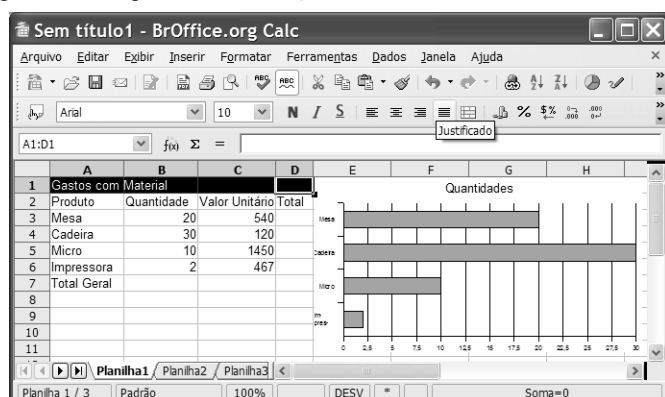 Sem título1 - BrOffice.org Calc
Arquivo Editar Exibir Inserir Formatar Ferramentas Dados Janela Ajuda
ABC ABC
Arial 10 N I S % $%
Justificado
A1:D1 f(x) Σ =
A B C D E F G H
1 Gastos com Material
2 Produto Quantidade Valor Unitário Total
3 Mesa 20 540
4 Cadeira 30 120
5 Micro 10 1450
6 Impressora 2 467
7 Total Geral
8
9
10
11
Quantidades
Mesa
Cadeira
Micro
Im-
pres-
0 2,5 5 7,5 10 12,5 15 17,5 20 22,5 25 27,5 30
Planilha1 Planilha2 Planilha3
Planilha 1 / 3 Padrão 100% DESV * Soma=0